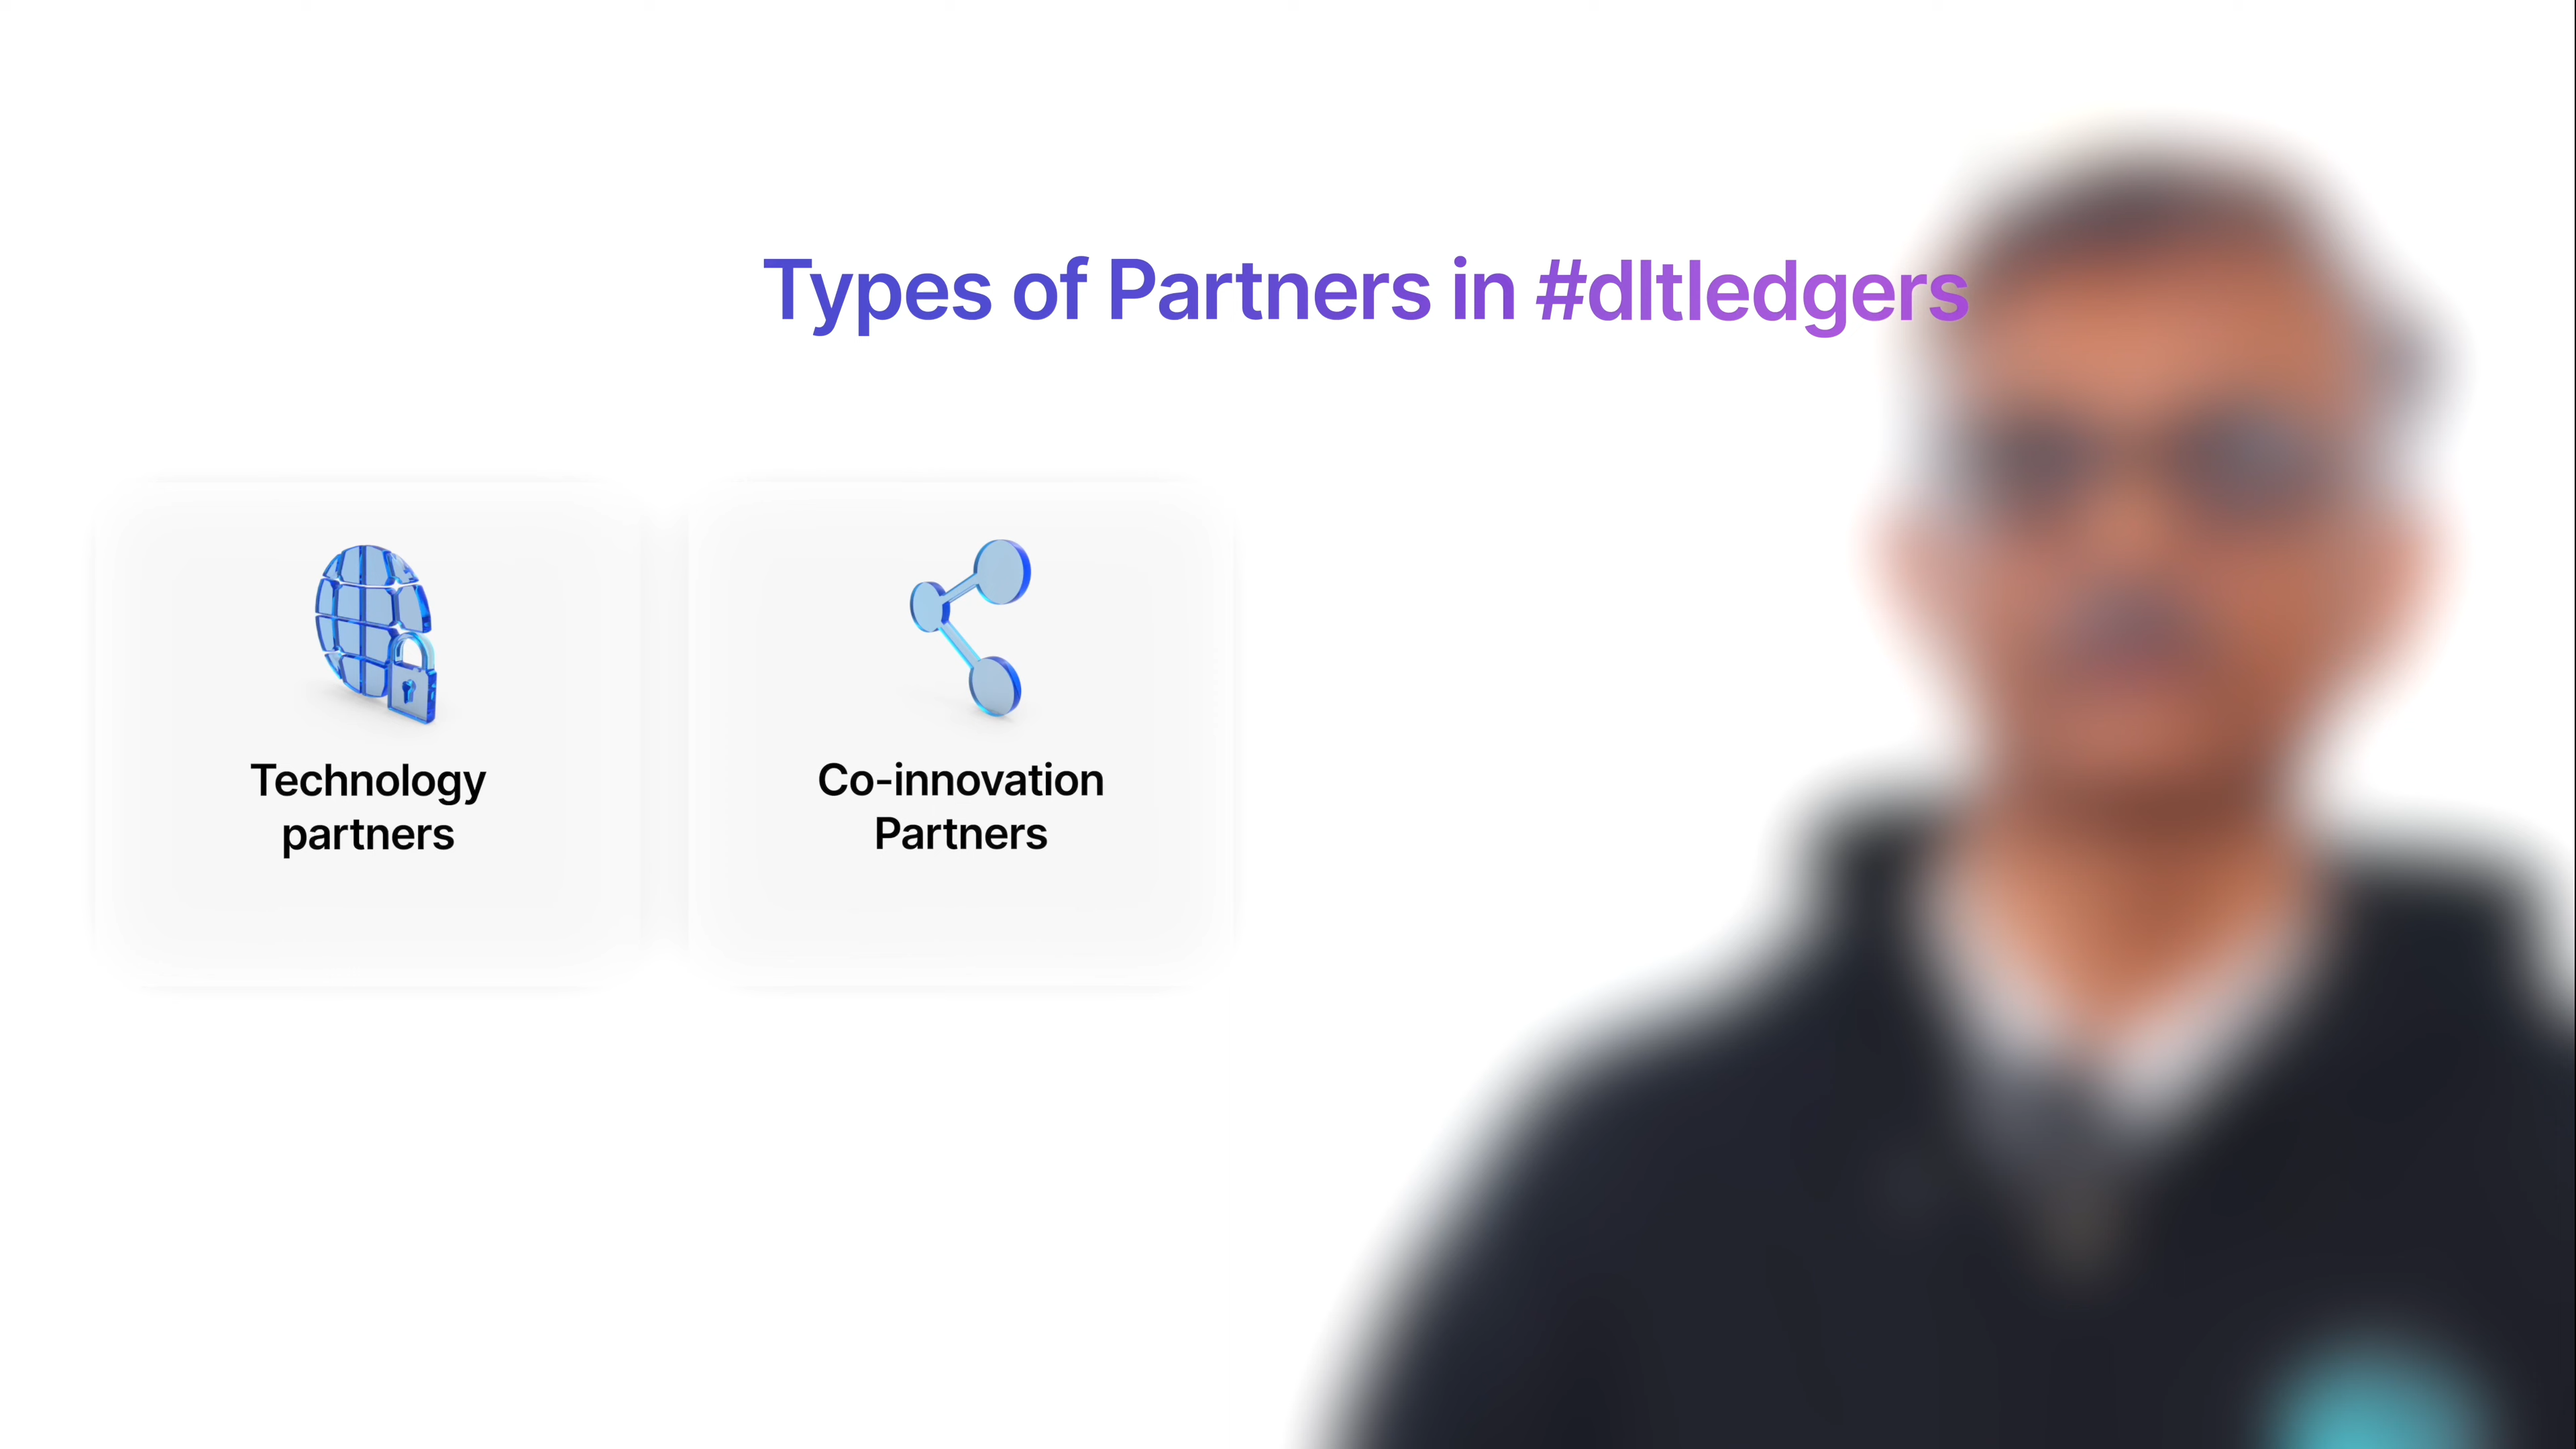 Types of Partners in #dltledgers
Technology
partners
Co-innovation
Partners